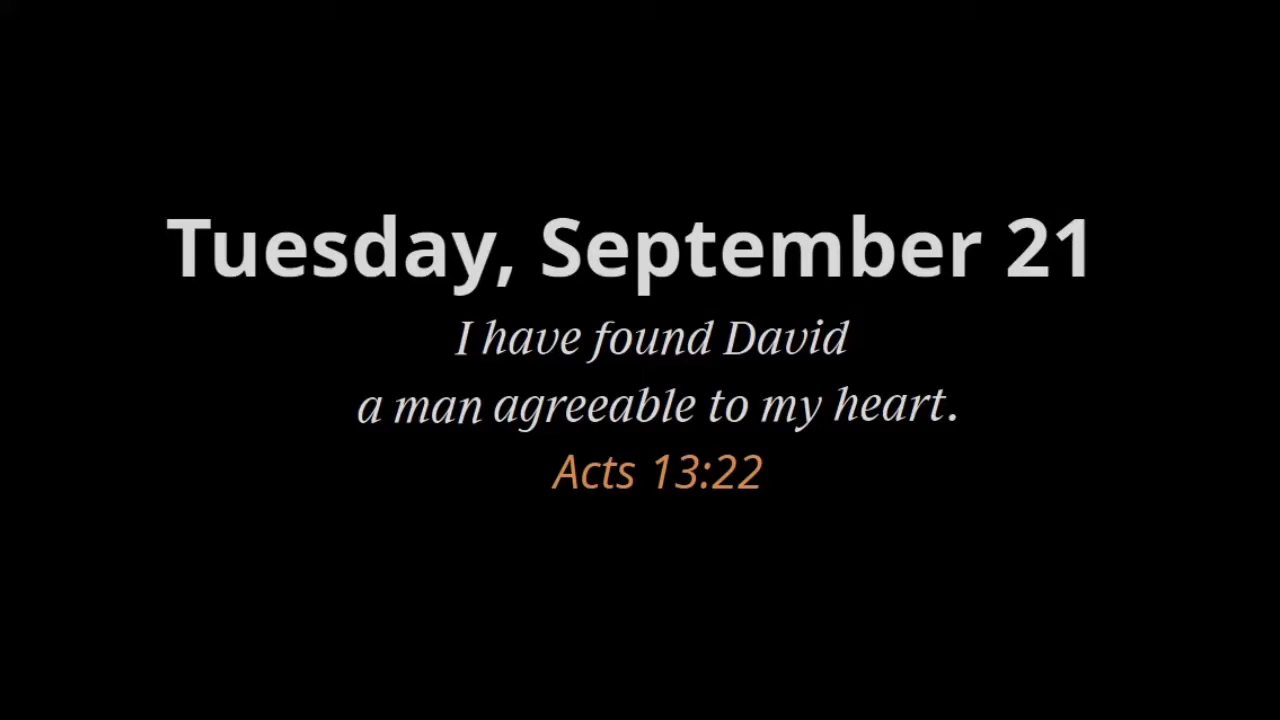 Tuesday, September 21
I have found David
a man agreeable to my heart.
Acts 13:22